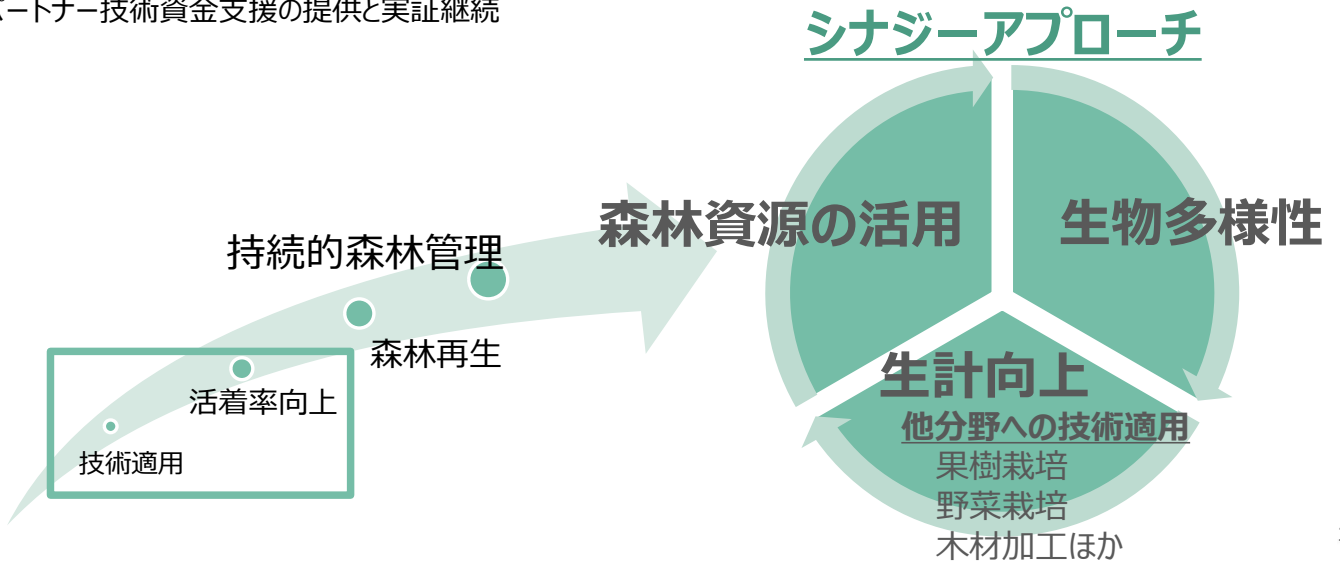 パートナー技術資金支援の提供と実証継続
シナジーアプローチ
森林資源の活用
生物多様性
持続的森林管理
森林再生
活着率向上
技術適用
生計向上
他分野への技術適用
果樹栽培
野菜栽培
木材加工ほか